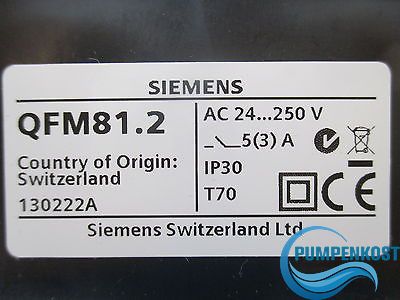 SIEMENS
QFM81.2
Country of Origin:
Switzerland
130222A
AC 24...250 V
5(3) A
IP30
T70
CE
Siemens Switzerland Ltd.
PUMPENKOST